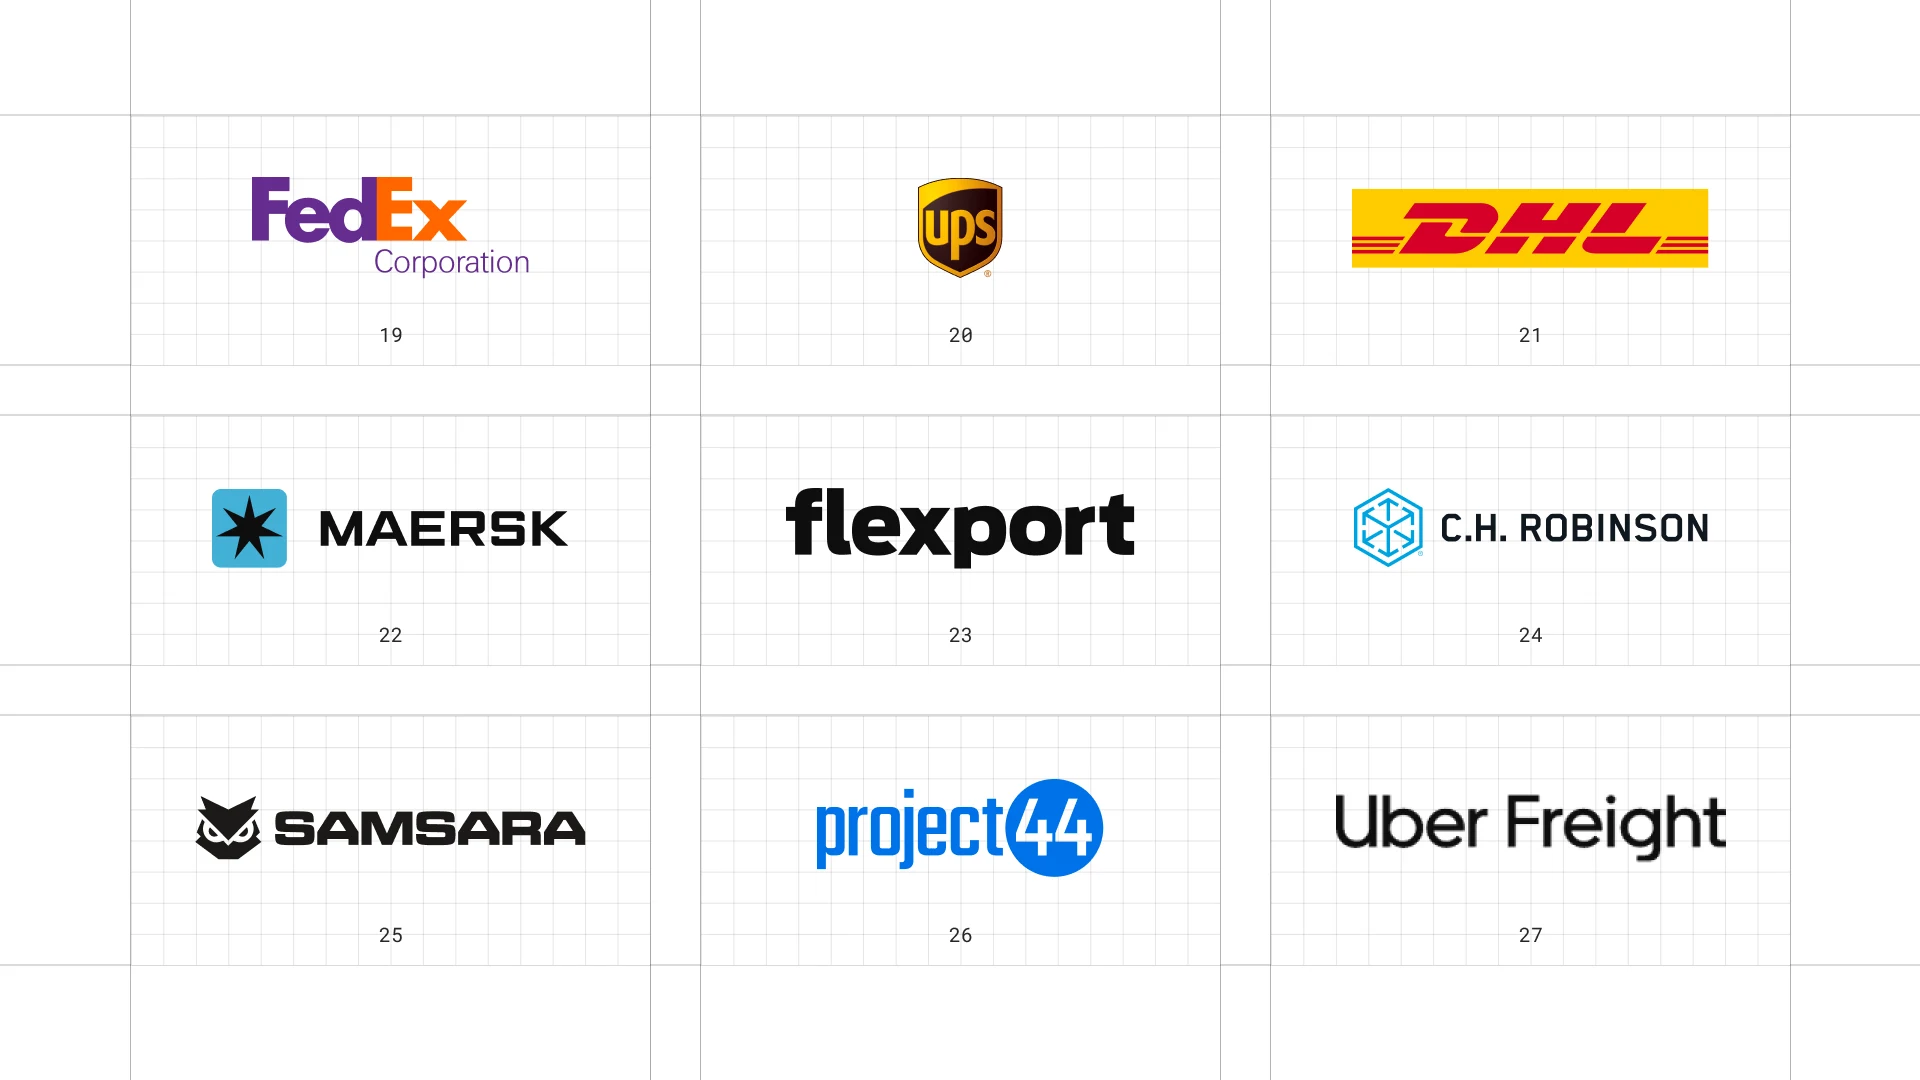 FedEx
Corporation
19
ups
®
20
DHL
21
MAERSK
22
flexport
23
C.H. ROBINSON
®
24
SAMSARA
25
project44
26
Uber Freight
27